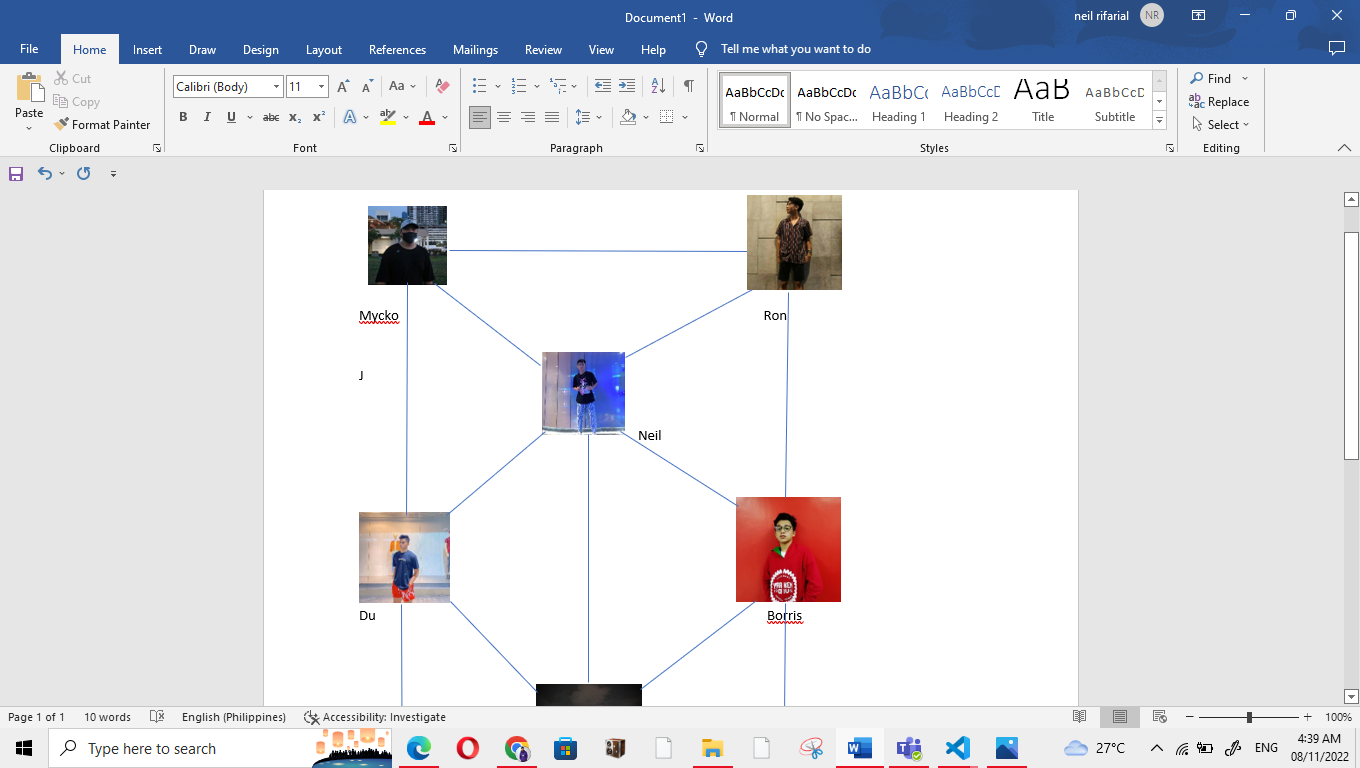 Document1 - Word
neil rifarial
NR
File
Home
Insert
Draw
Design
Layout
References
Mailings
Review
View
Help
Tell me what you want to do
Paste
Cut
Copy
Format Painter
Clipboard
Calibri (Body)
11
Font
Paragraph
AaBbCcDc
¶ Normal
AaBbCcDc
¶ No Spac...
AaBbCc
Heading 1
AaBbCcD
Heading 2
AaB
Title
AaBbCcD
Subtitle
Styles
Find
Replace
Select
Editing
Mycko
Ron
J
Neil
Du
Borris
Page 1 of 1
10 words
English (Philippines)
Accessibility: Investigate
100%
Type here to search
27°C
ENG
4:39 AM
08/11/2022